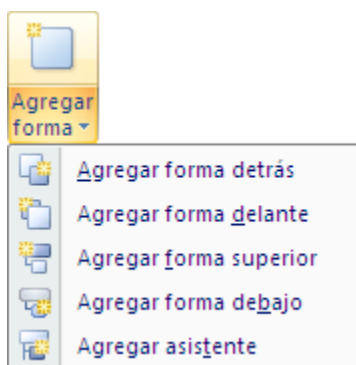 Agregar
forma
Agregar forma detrás
Agregar forma delante
Agregar forma superior
Agregar forma debajo
Agregar asistente